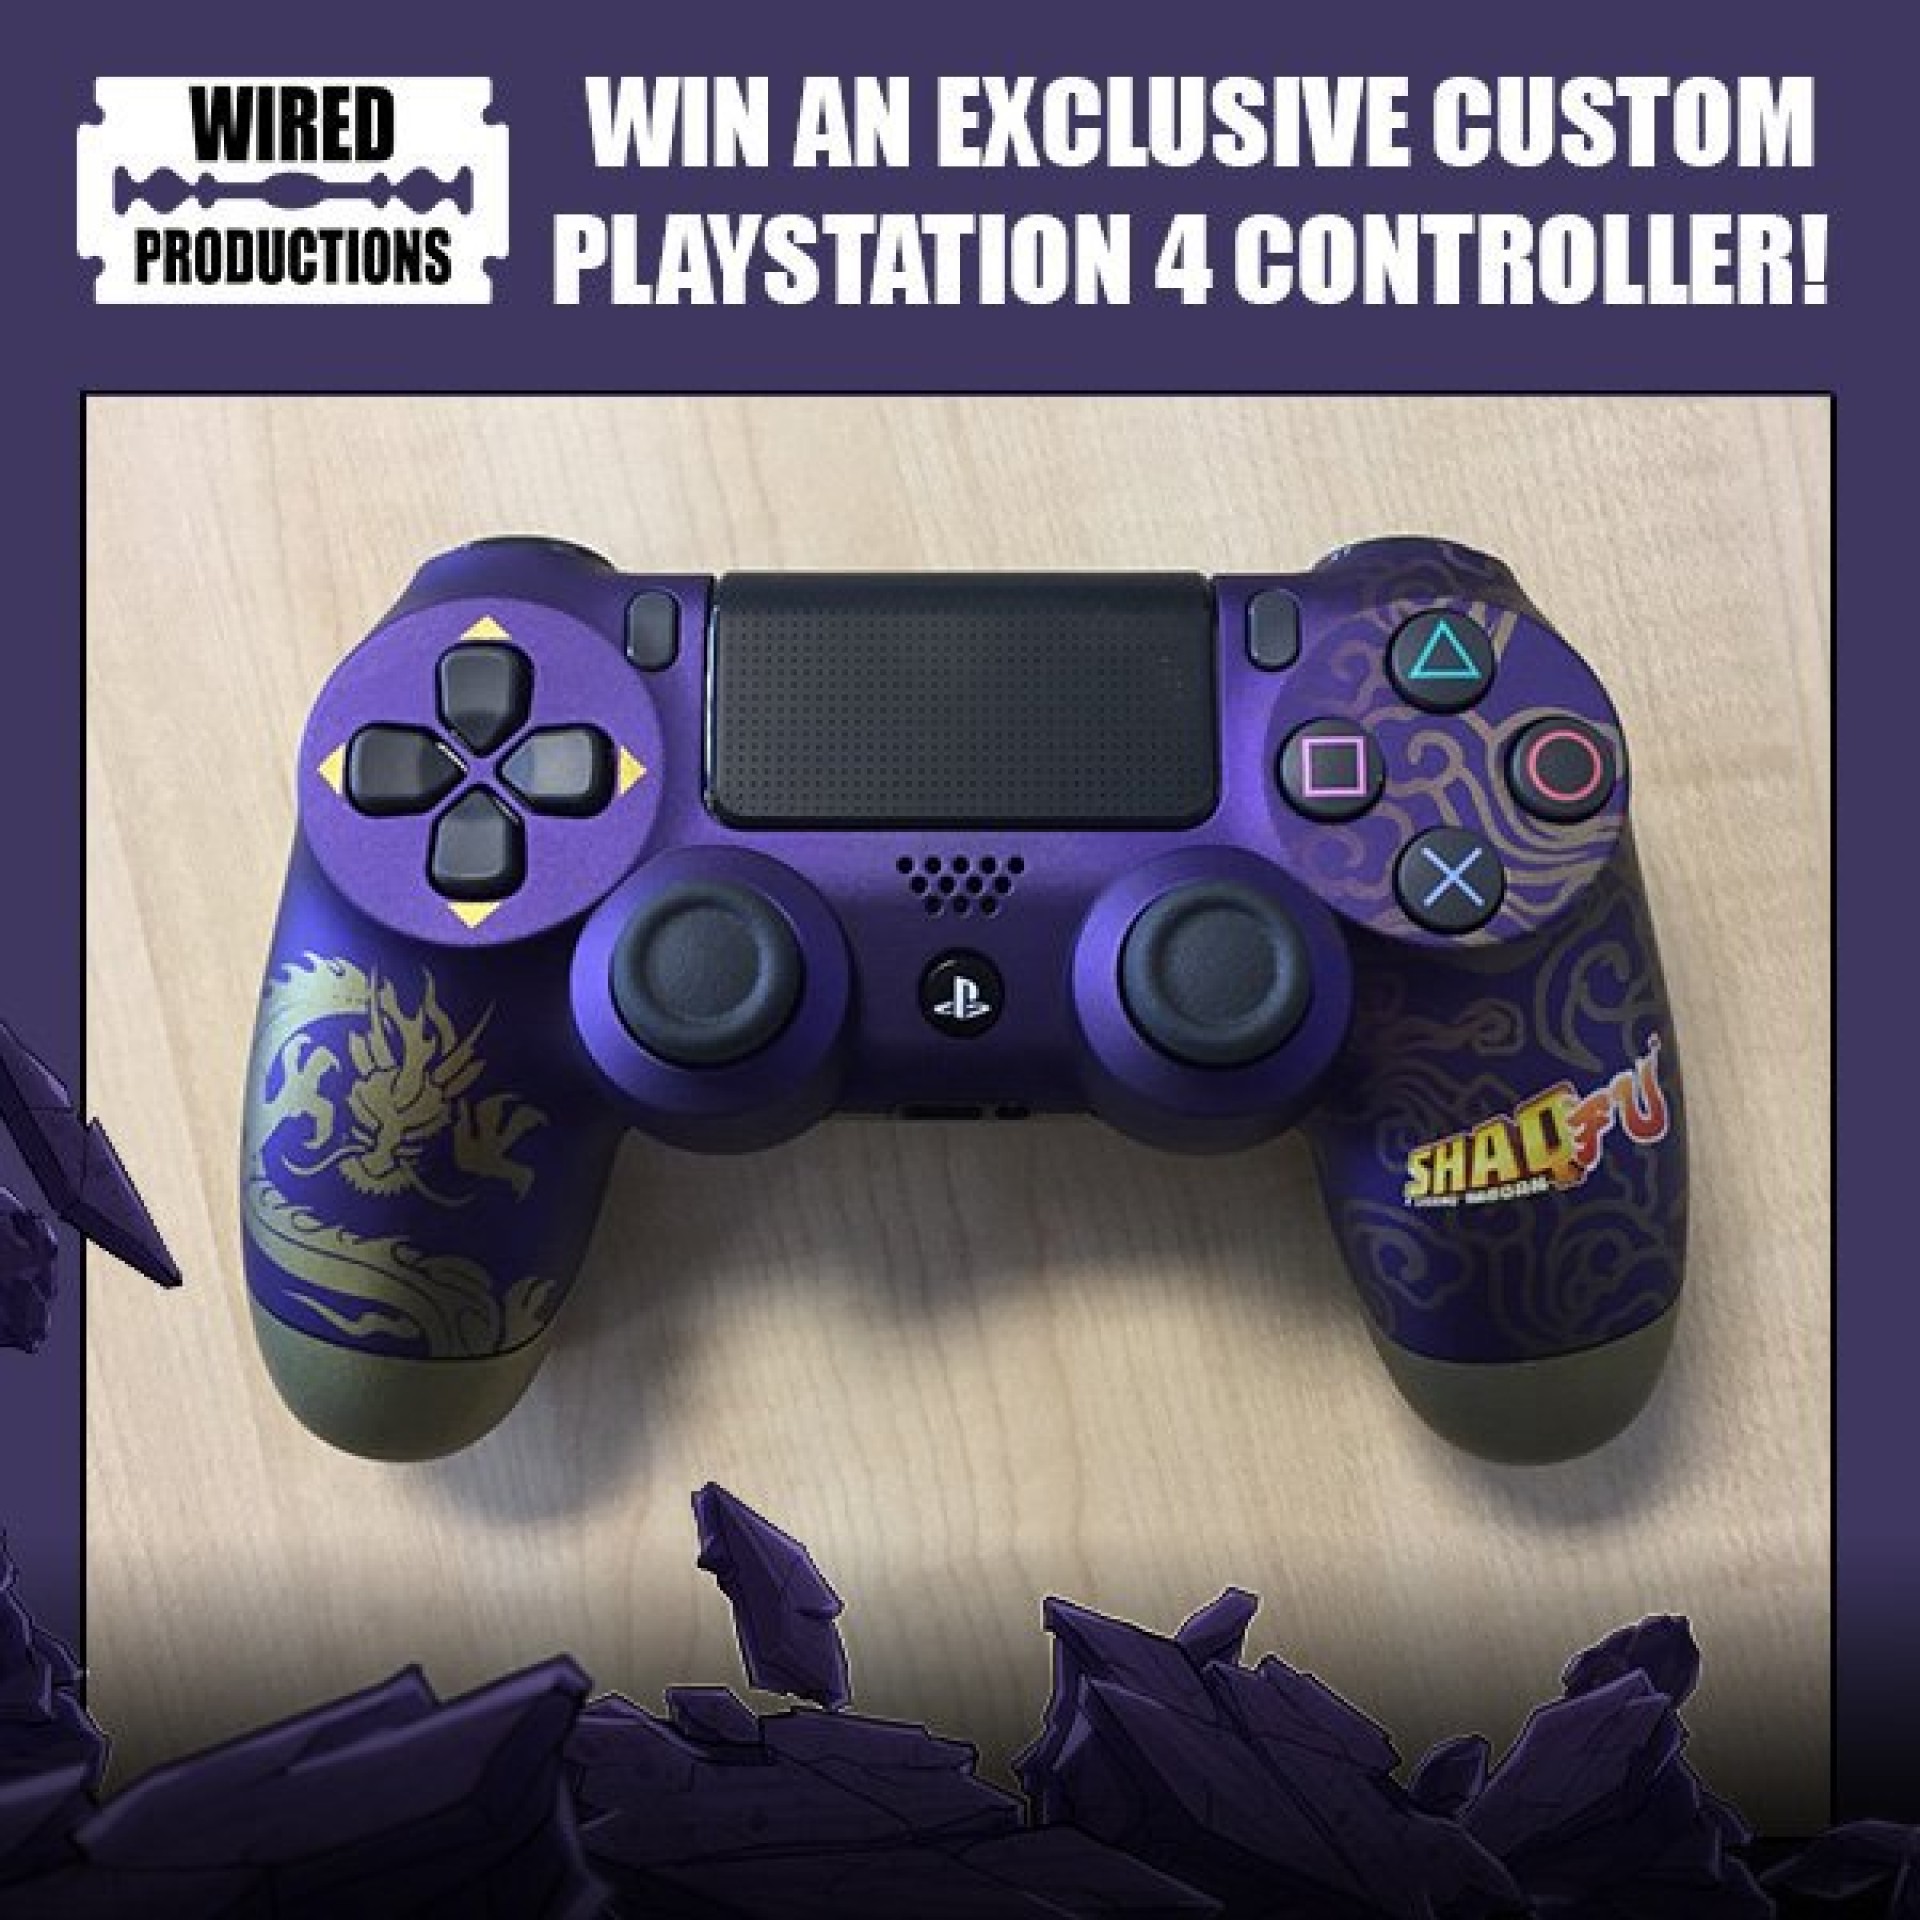 WIRED
PRODUCTIONS
WIN AN EXCLUSIVE CUSTOM
PLAYSTATION 4 CONTROLLER!
SHAQ FU